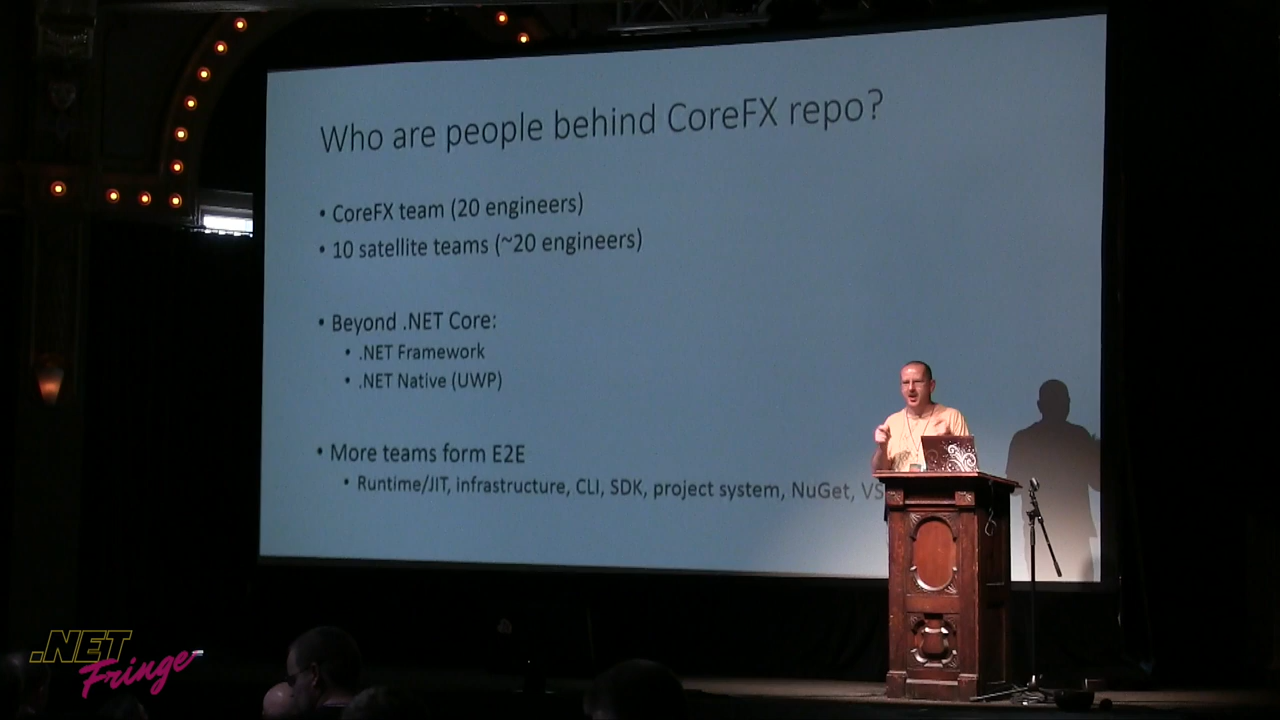 Who are people behind CoreFX repo?
• CoreFX team (20 engineers)
• 10 satellite teams (~20 engineers)
• Beyond .NET Core:
• .NET Framework
• .NET Native (UWP)
• More teams form E2E
• Runtime/JIT, infrastructure, CLI, SDK, project system, NuGet, VS
.NET
Fringe